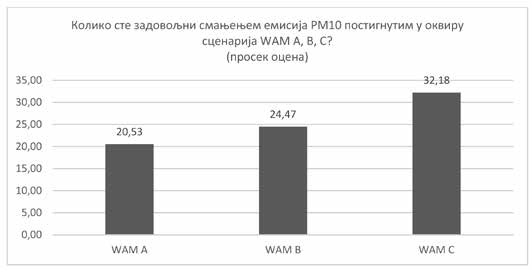 Колико сте задовољни смањењем емисија PM10 постигнутим у оквиру
сценарија WAM A, B, C?
(просек оцена)
35,00
30,00
25,00
20,00
15,00
10,00
5,00
0,00
20,53
24,47
32,18
WAM A
WAM B
WAM C